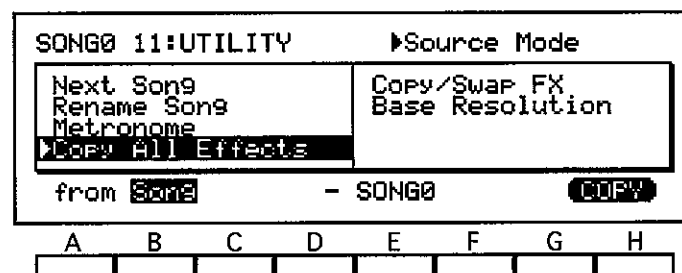 SONG0 11:UTILITY ▶Source Mode
Next Song
Rename Song
Metronome
▶Copy All Effects
Copy/Swap FX
Base Resolution
from Song - SONG0 COPY
A B C D E F G H